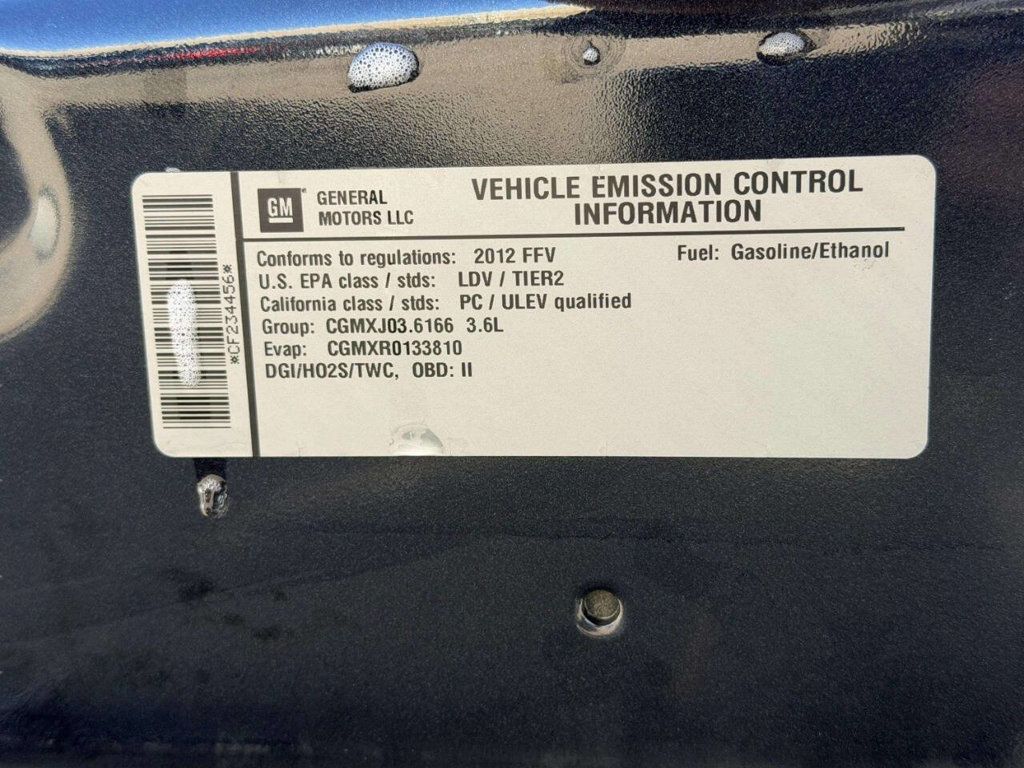 GM
GENERAL
MOTORS LLC
VEHICLE EMISSION CONTROL
INFORMATION
*CF234456*
Conforms to regulations: 2012 FFV
Fuel: Gasoline/Ethanol
U.S. EPA class / stds: LDV / TIER2
California class / stds: PC / ULEV qualified
Group: CGMXJ03.6166 3.6L
Evap: CGMXR0133810
DGI/HO2S/TWC, OBD: II